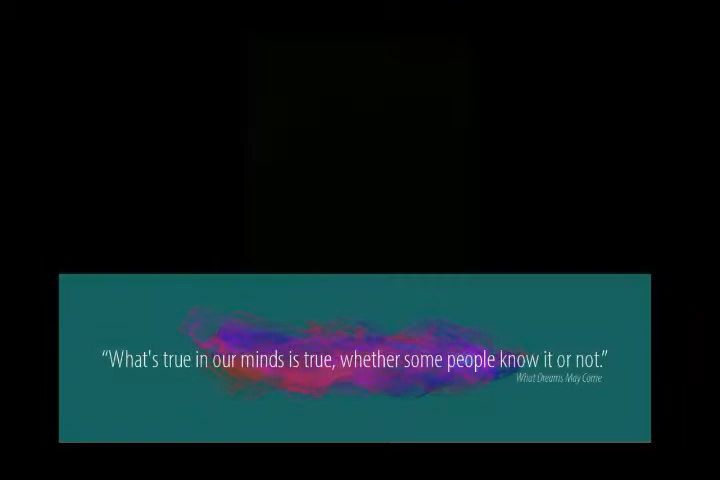 “What's true in our minds is true, whether some people know it or not.”
What Dreams May Come